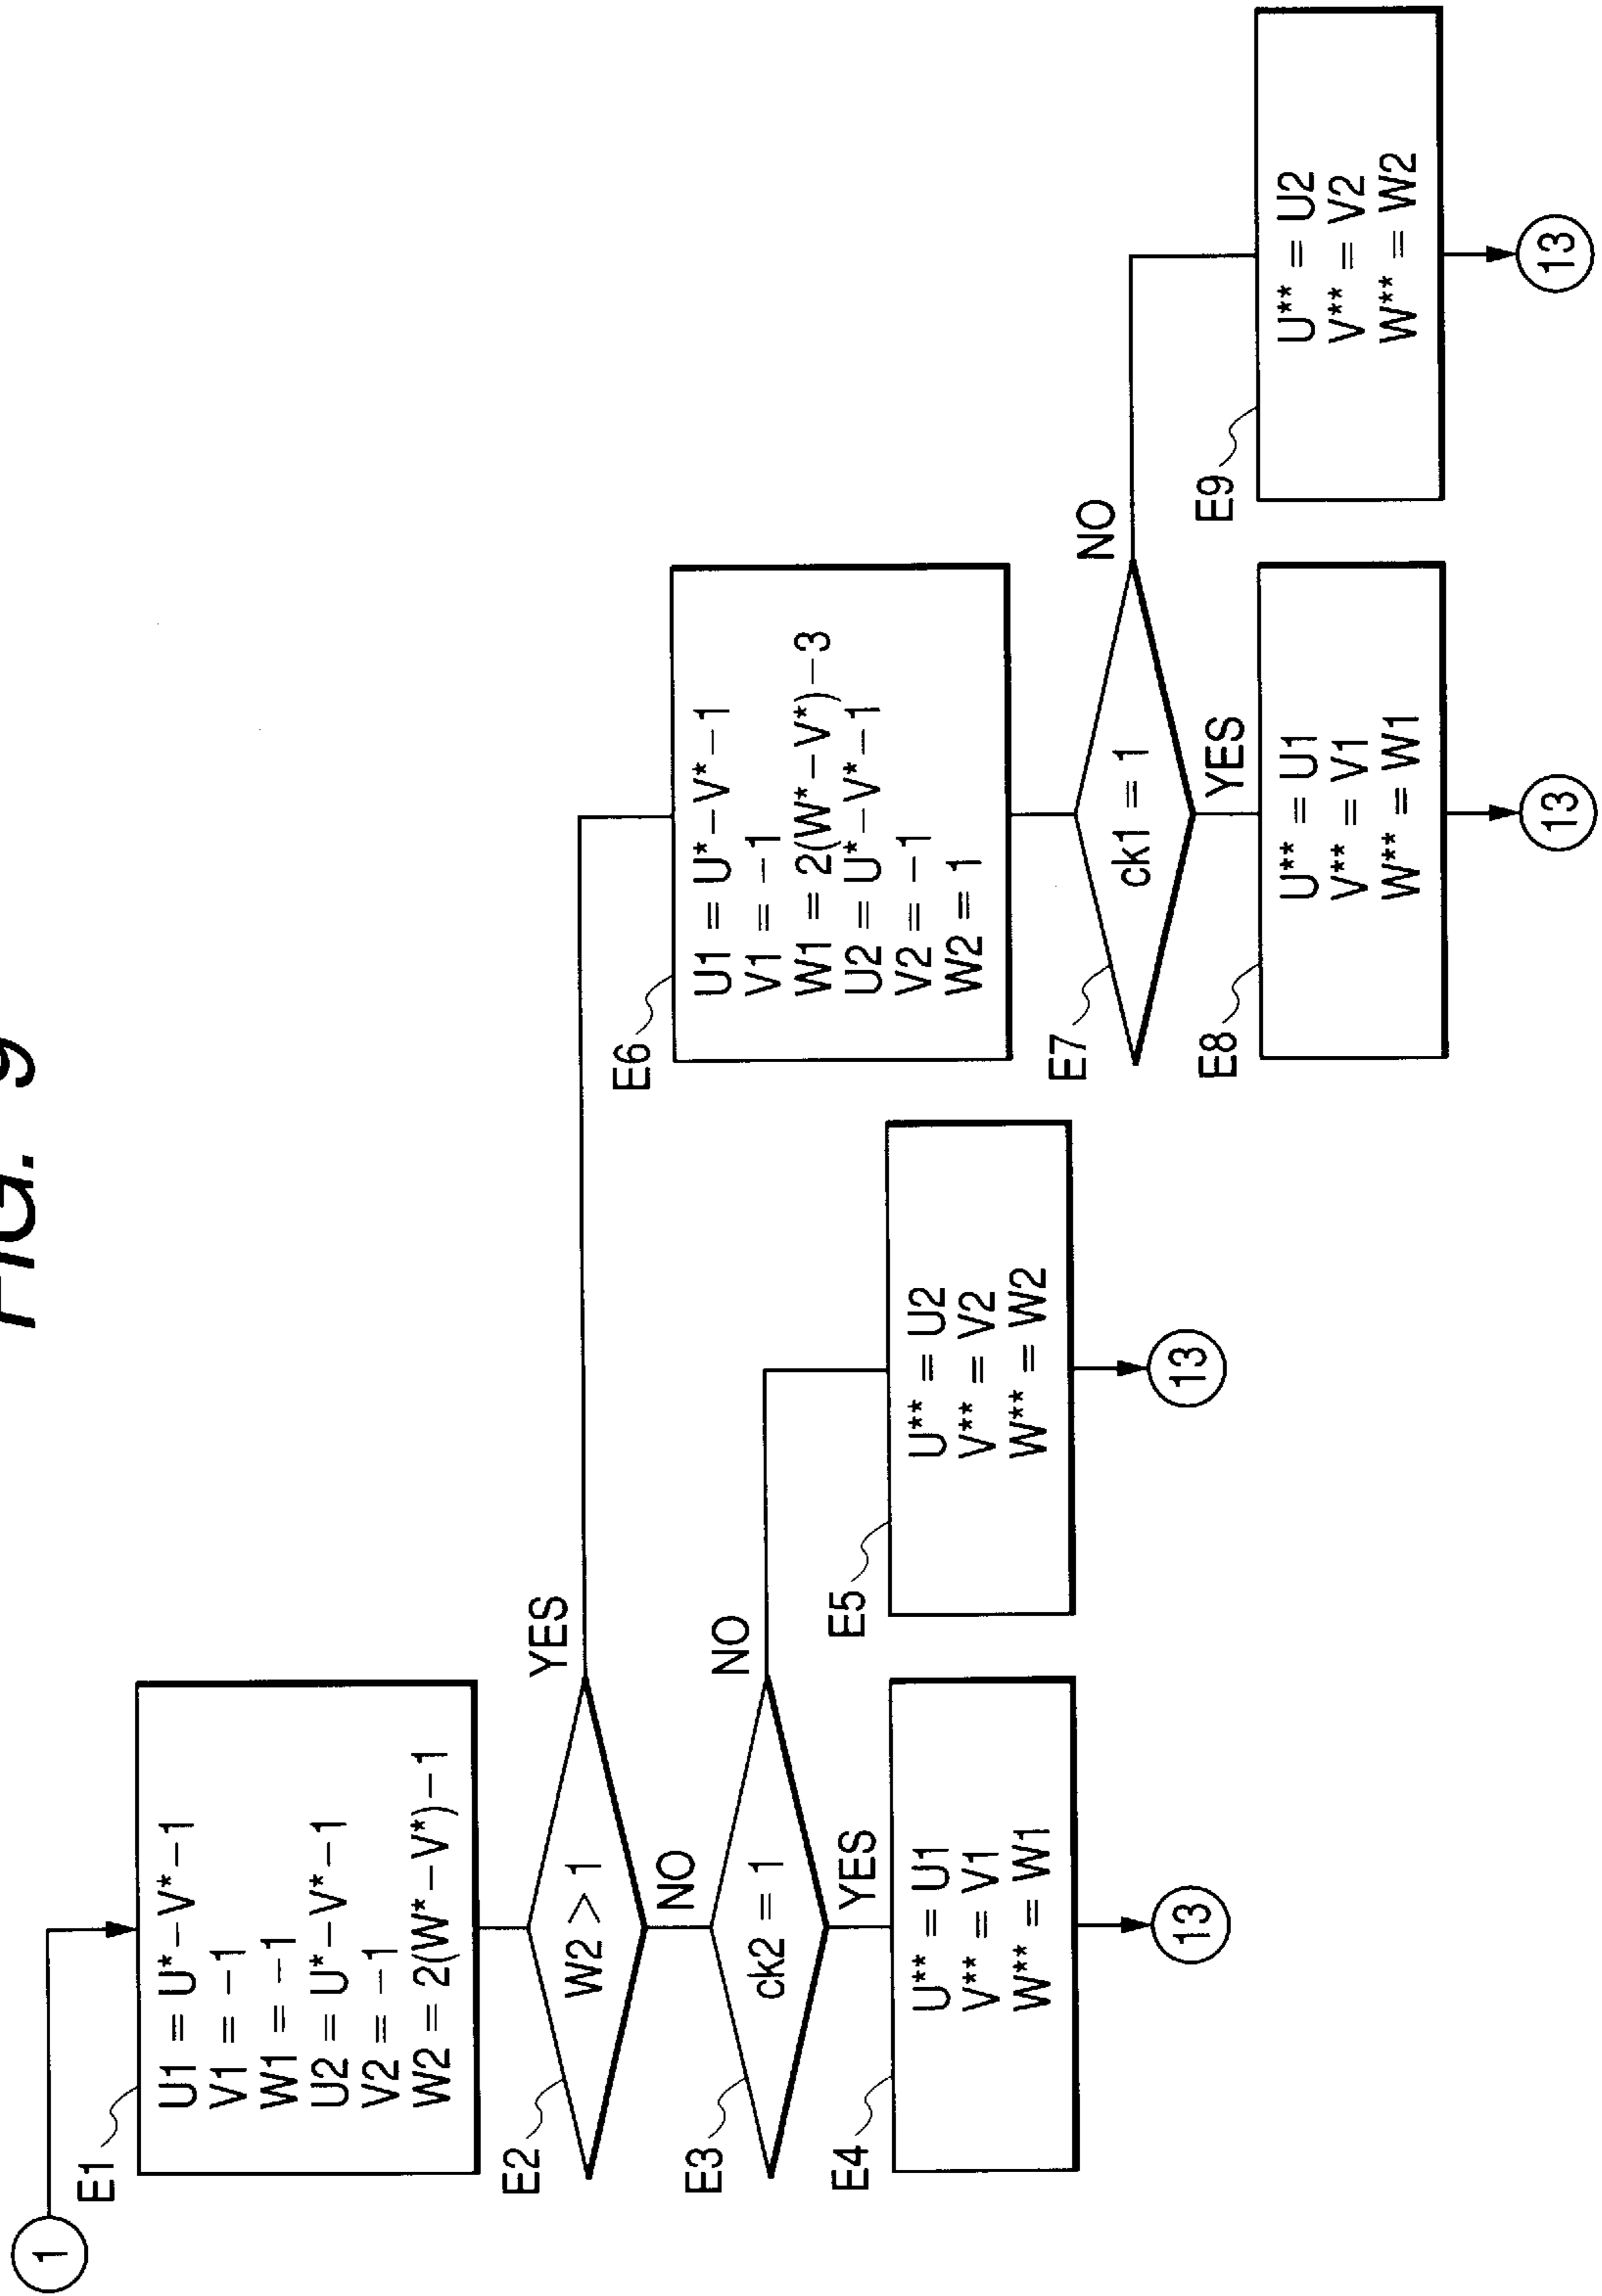 FIG. 9
1
E1
U1 = U*−V*−1
V1 = −1
W1 = −1
U2 = U*−V*−1
V2 = −1
W2 = 2(W*−V*)−1
E2
W2 > 1
YES
NO
E3
ck2 = 1
NO
YES
E4
U** = U1
V** = V1
W** = W1
13
E5
U** = U2
V** = V2
W** = W2
13
E6
U1 = U*−V*−1
V1 = −1
W1 = 2(W*−V*)−3
U2 = U*−V*−1
V2 = −1
W2 = 1
E7
ck1 = 1
NO
YES
E8
U** = U1
V** = V1
W** = W1
13
E9
U** = U2
V** = V2
W** = W2
13